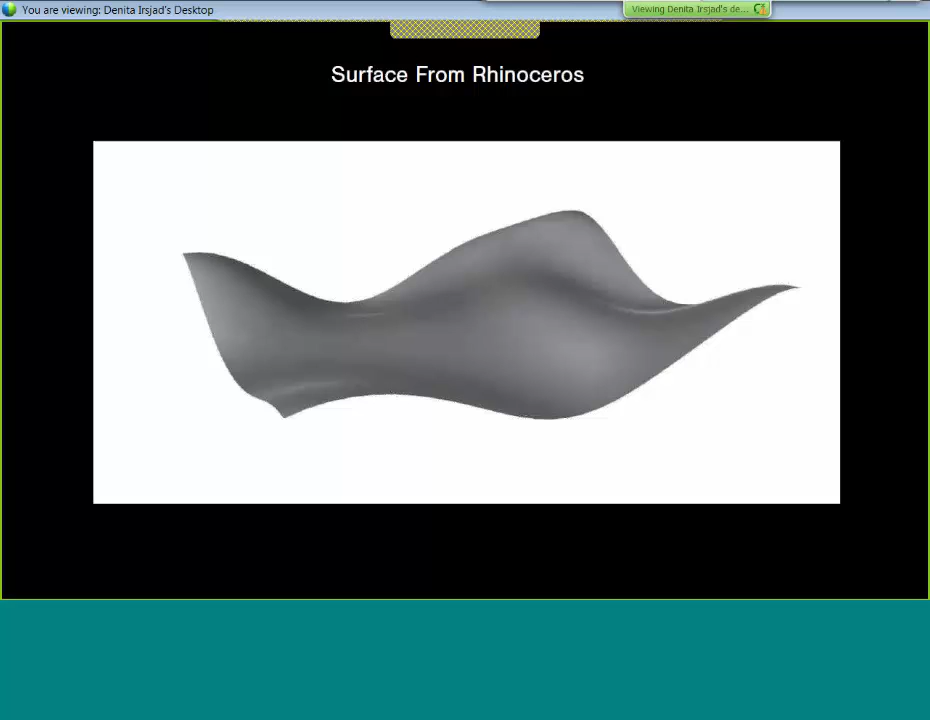 You are viewing: Denita Irsjad's Desktop
Viewing Denita Irsjad's de...
Surface From Rhinoceros